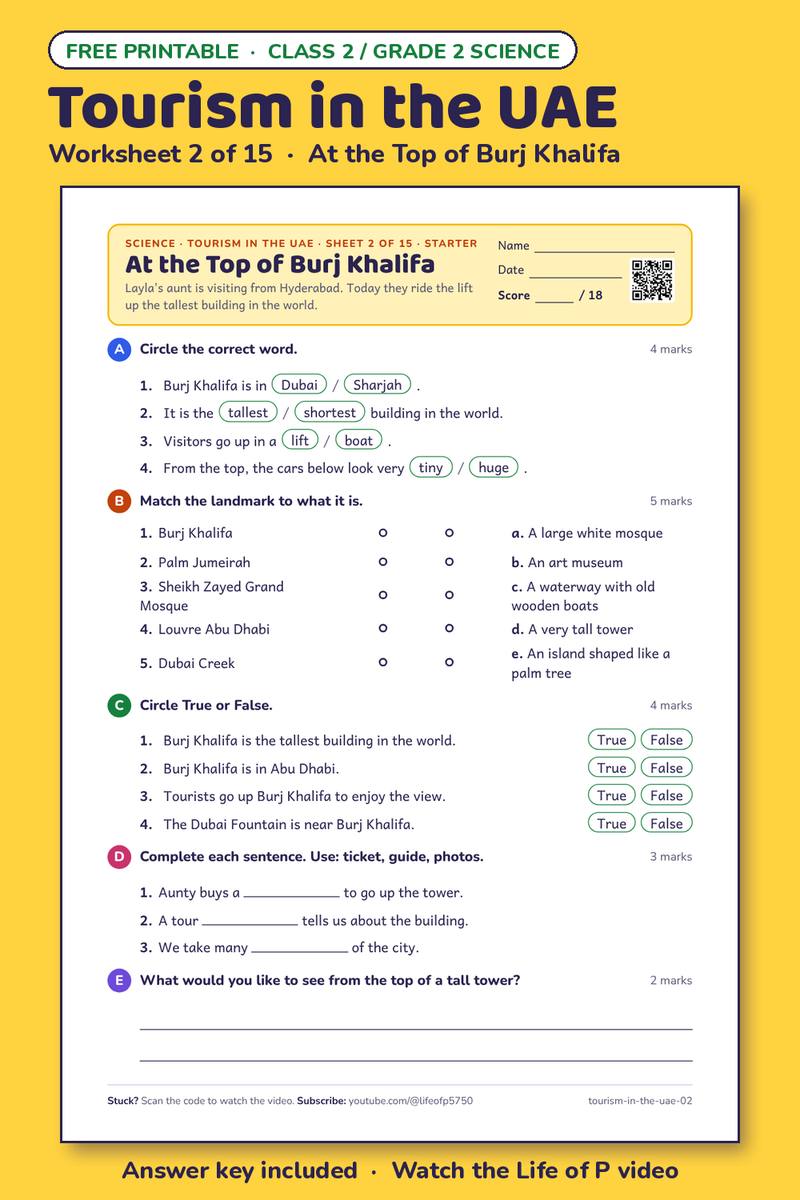 FREE PRINTABLE · CLASS 2 / GRADE 2 SCIENCE
Tourism in the UAE
Worksheet 2 of 15 · At the Top of Burj Khalifa
SCIENCE · TOURISM IN THE UAE · SHEET 2 OF 15 · STARTER
At the Top of Burj Khalifa
Layla's aunt is visiting from Hyderabad. Today they ride the lift
up the tallest building in the world.
Name ____
Date ____
Score ____ / 18
A Circle the correct word. 4 marks
1. Burj Khalifa is in Dubai / Sharjah .
2. It is the tallest / shortest building in the world.
3. Visitors go up in a lift / boat .
4. From the top, the cars below look very tiny / huge .
B Match the landmark to what it is. 5 marks
1. Burj Khalifa a. A large white mosque
2. Palm Jumeirah b. An art museum
3. Sheikh Zayed Grand
Mosque
c. A waterway with old
wooden boats
4. Louvre Abu Dhabi d. A very tall tower
5. Dubai Creek
e. An island shaped like a
palm tree
C Circle True or False. 4 marks
1. Burj Khalifa is the tallest building in the world. True False
2. Burj Khalifa is in Abu Dhabi. True False
3. Tourists go up Burj Khalifa to enjoy the view. True False
4. The Dubai Fountain is near Burj Khalifa. True False
D Complete each sentence. Use: ticket, guide, photos. 3 marks
1. Aunty buys a ____ to go up the tower.
2. A tour ____ tells us about the building.
3. We take many ____ of the city.
E What would you like to see from the top of a tall tower? 2 marks
Stuck? Scan the code to watch the video. Subscribe: youtube.com/@lifeofp5750 tourism-in-the-uae-02
Answer key included · Watch the Life of P video